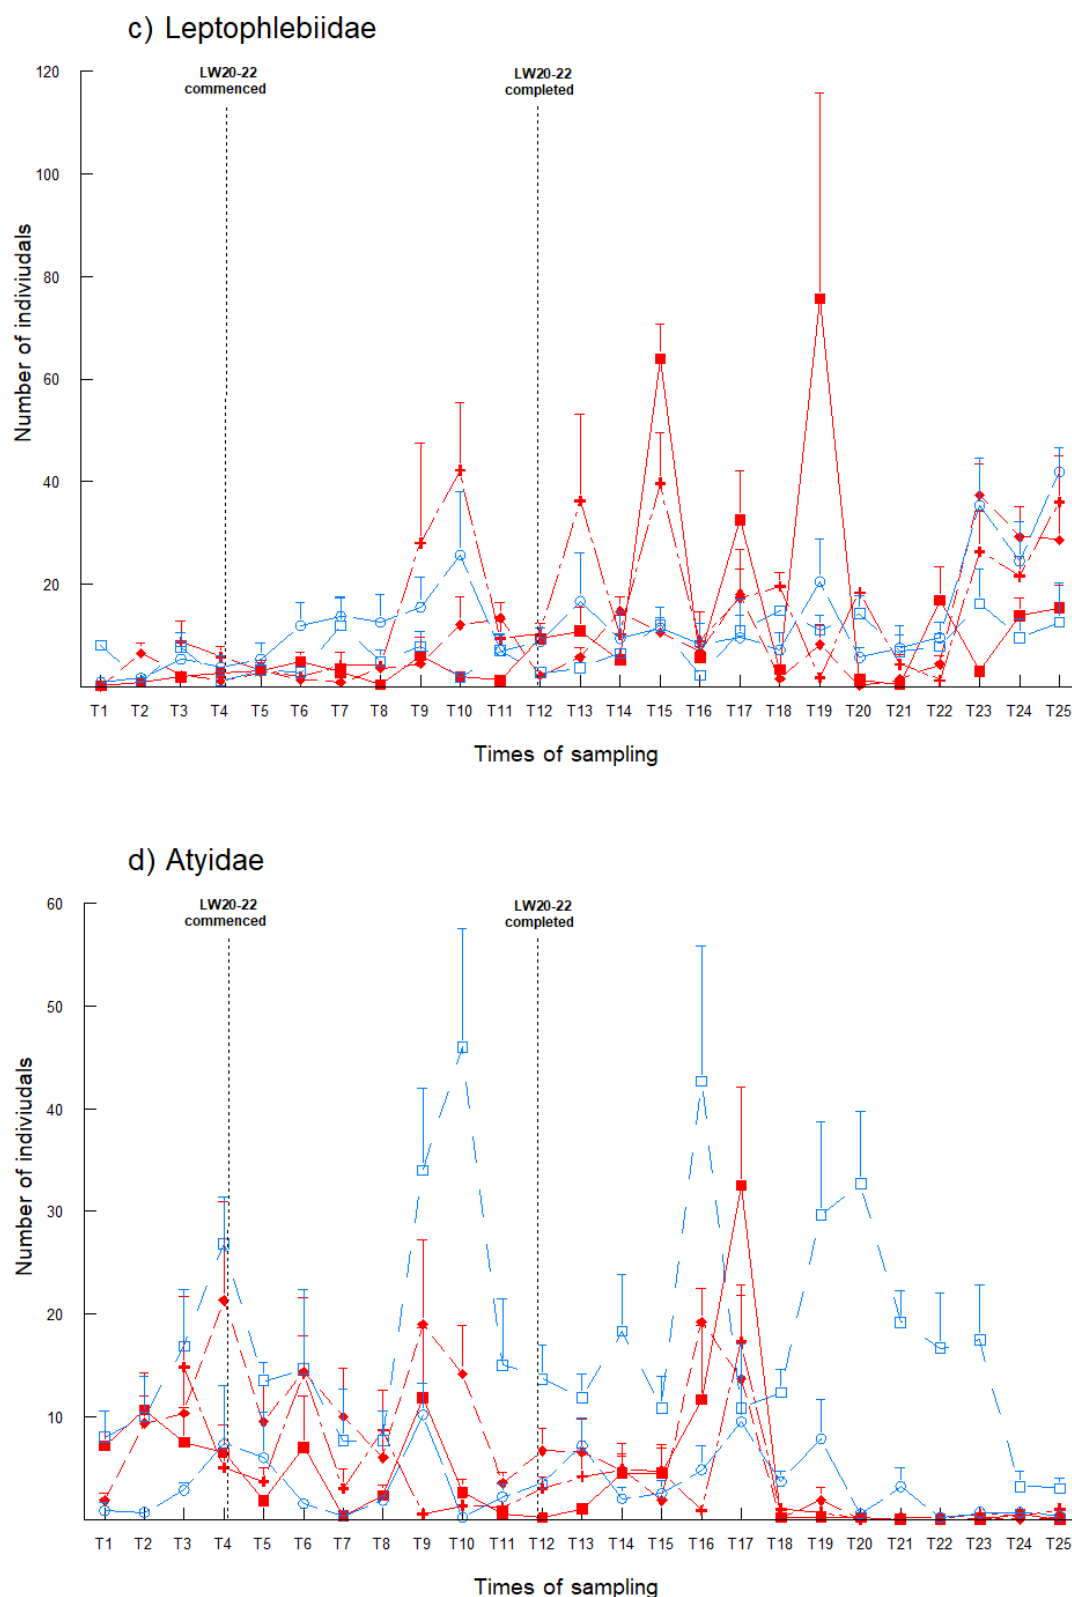 c) Leptophlebiidae
LW20-22
commenced
LW20-22
completed
120
100
80
60
40
20
Number of indiviudals
T1 T2 T3 T4 T5 T6 T7 T8 T9 T10 T11 T12 T13 T14 T15 T16 T17 T18 T19 T20 T21 T22 T23 T24 T25
Times of sampling
d) Atyidae
LW20-22
commenced
LW20-22
completed
60
50
40
30
20
10
Number of indiviudals
T1 T2 T3 T4 T5 T6 T7 T8 T9 T10 T11 T12 T13 T14 T15 T16 T17 T18 T19 T20 T21 T22 T23 T24 T25
Times of sampling